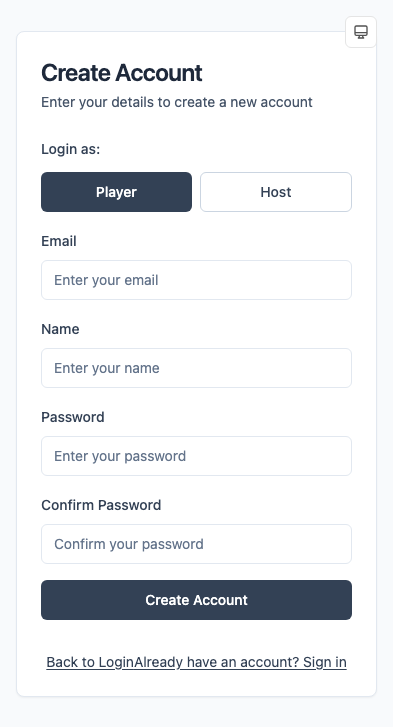 Create Account
Enter your details to create a new account
Login as:
Player Host
Email
Enter your email
Name
Enter your name
Password
Enter your password
Confirm Password
Confirm your password
Create Account
Back to LoginAlready have an account? Sign in